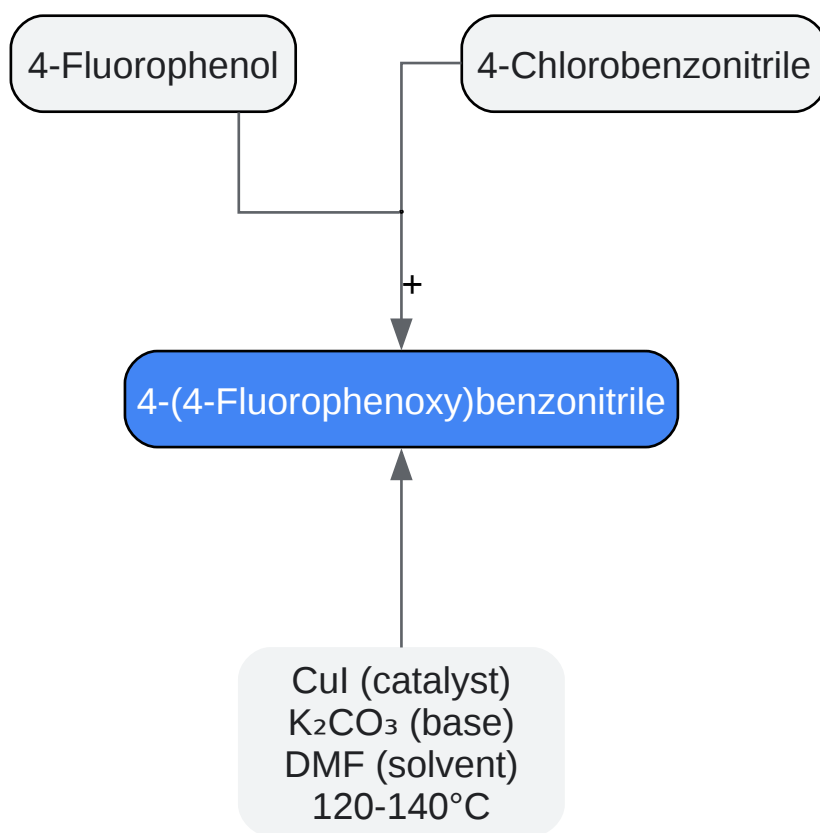 4-Fluorophenol
4-Chlorobenzonitrile
+
4-(4-Fluorophenoxy)benzonitrile
CuI (catalyst)
K₂CO₃ (base)
DMF (solvent)
120-140°C